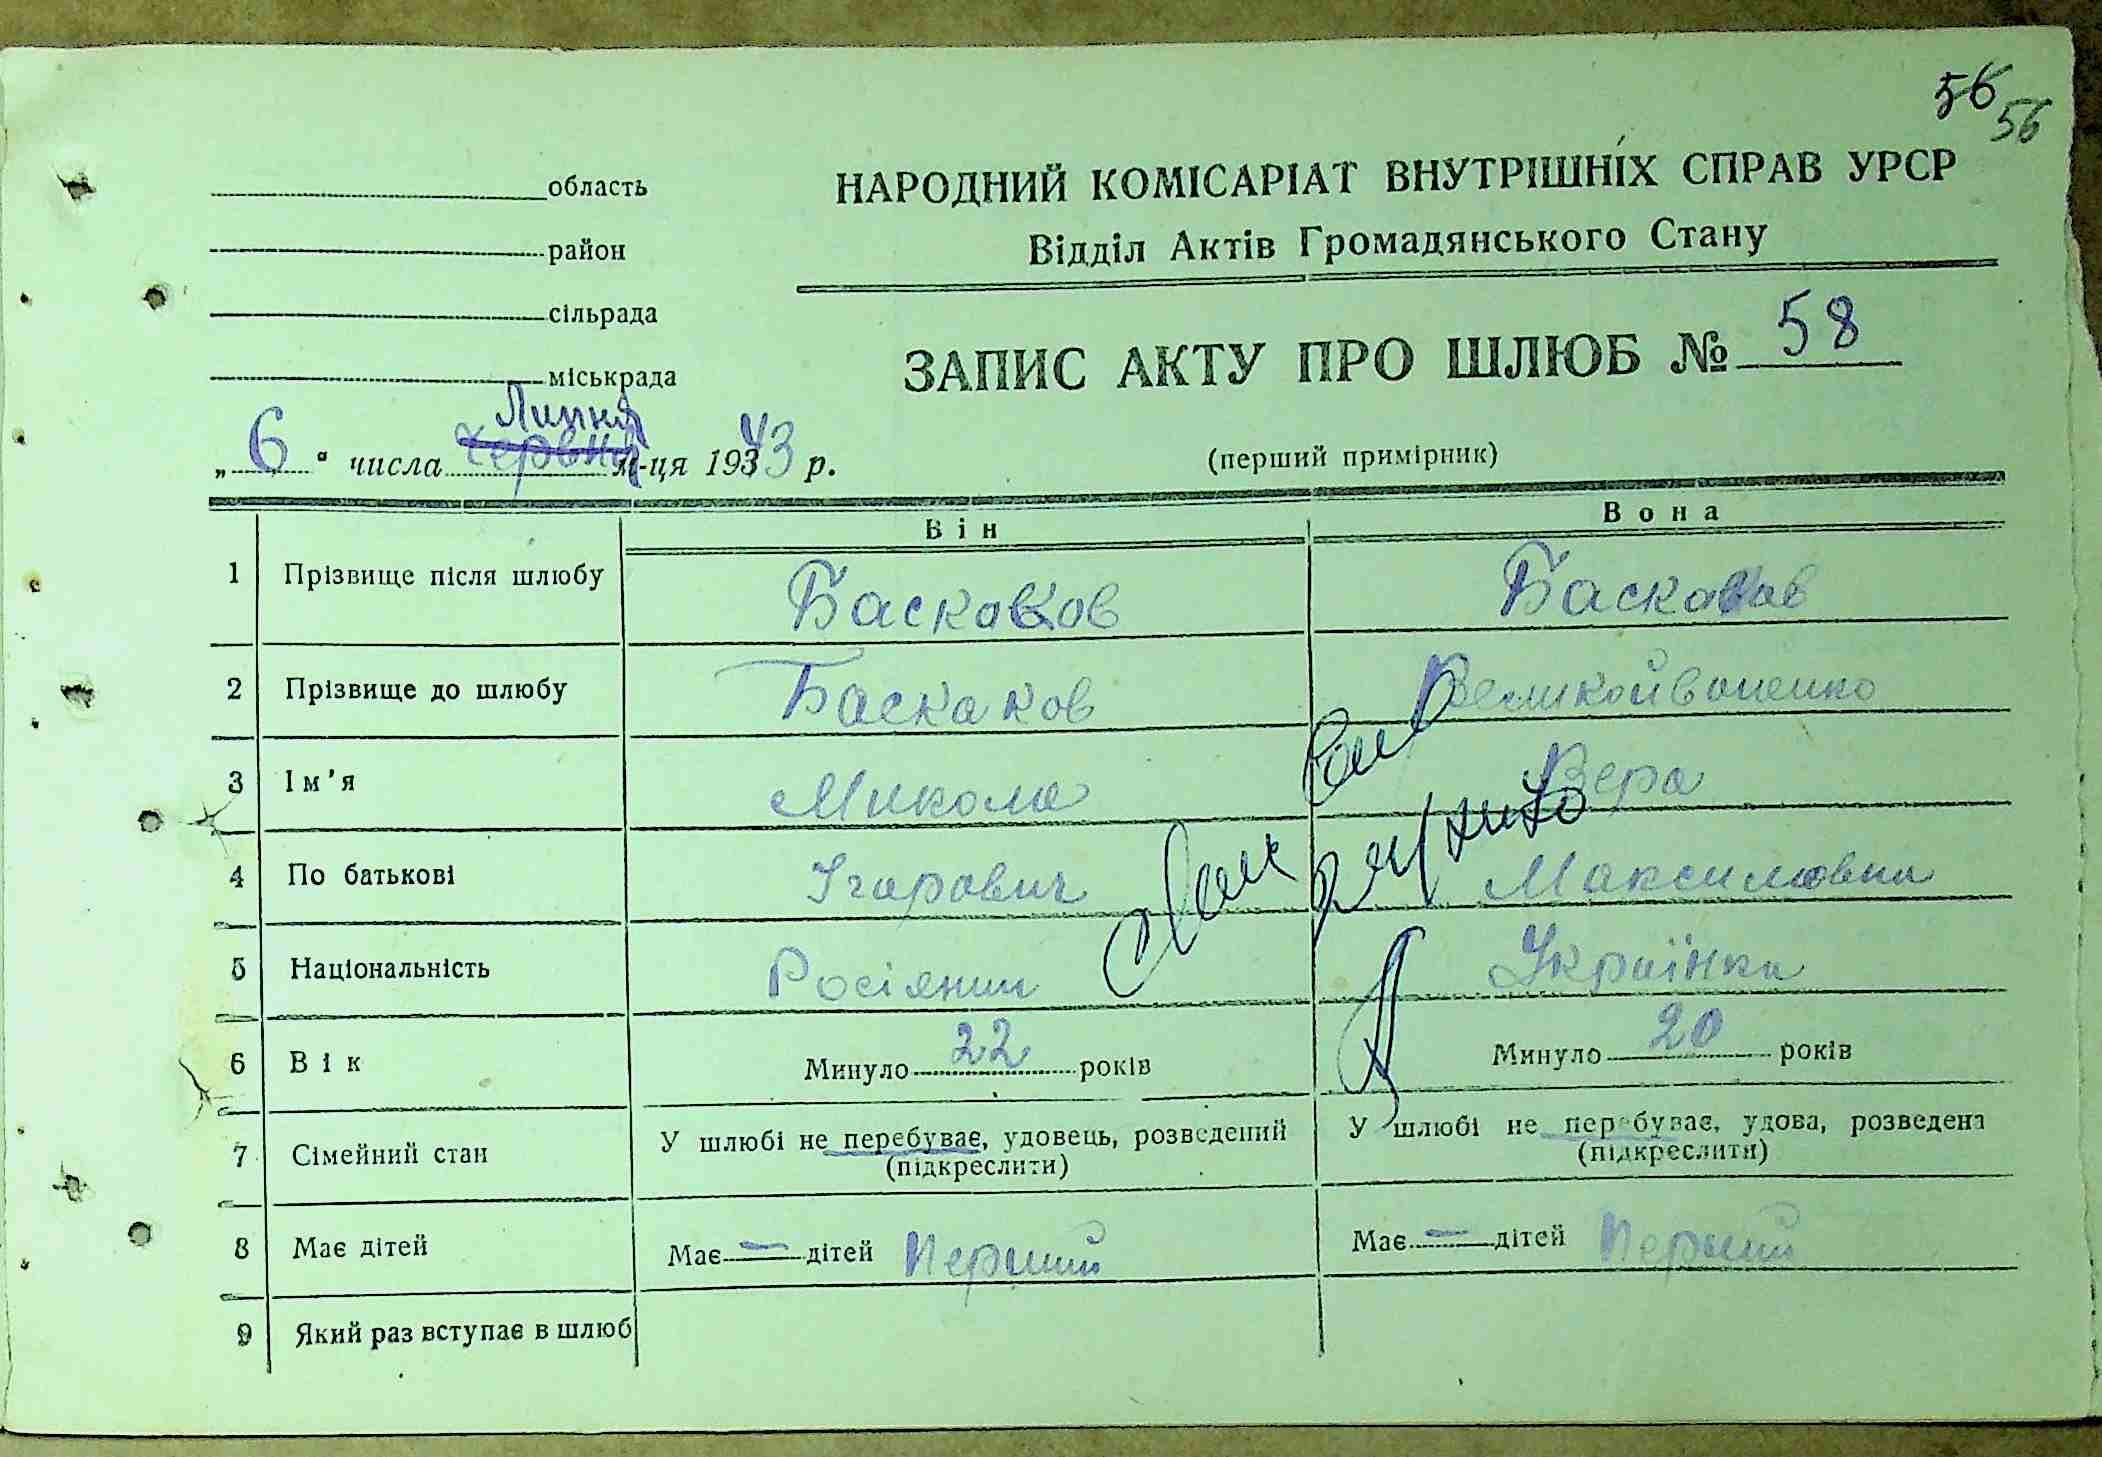 56
56
область
район
сільрада
міськрада
НАРОДНИЙ КОМІСАРІАТ ВНУТРІШНІХ СПРАВ УРСР
Відділ Актів Громадянського Стану
ЗАПИС АКТУ ПРО ШЛЮБ № 58
Липня
„6“ числа червня м-ця 1943 р.
(перший примірник)
Він Вона
1 Прізвище після шлюбу Баскаков Баскаков
2 Прізвище до шлюбу Баскаков Великойваненко
3 Ім'я Микола Вера
4 По батькові Ігарович Максимовна
5 Національність Росіянин Українка
6 Вік Минуло 22 років Минуло 20 років
7 Сімейний стан У шлюбі не перебуває, удовець, розведений (підкреслити) У шлюбі не перебуває, удова, розведена (підкреслити)
8 Має дітей Має — дітей Перший Має — дітей Перший
9 Який раз вступає в шлюб